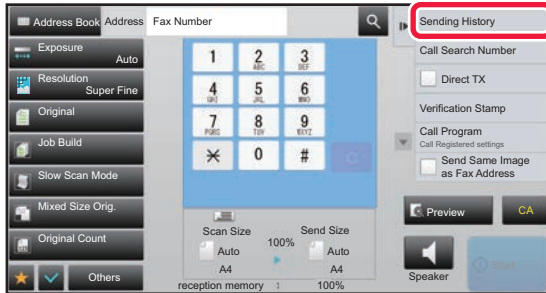 Address Book
Address
Fax Number
Sending History
Exposure
Auto
Resolution
Super Fine
Original
Job Build
Slow Scan Mode
Mixed Size Orig.
Original Count
Others
1
2
ABC
3
DEF
4
GHI
5
JKL
6
MNO
7
PQRS
8
TUV
9
WXYZ
0
#
C
Scan Size
Auto
A4
100%
Send Size
Auto
A4
reception memory : 100%
Call Search Number
Direct TX
Verification Stamp
Call Program
Call Registered settings
Send Same Image
as Fax Address
Preview
CA
Speaker
Start